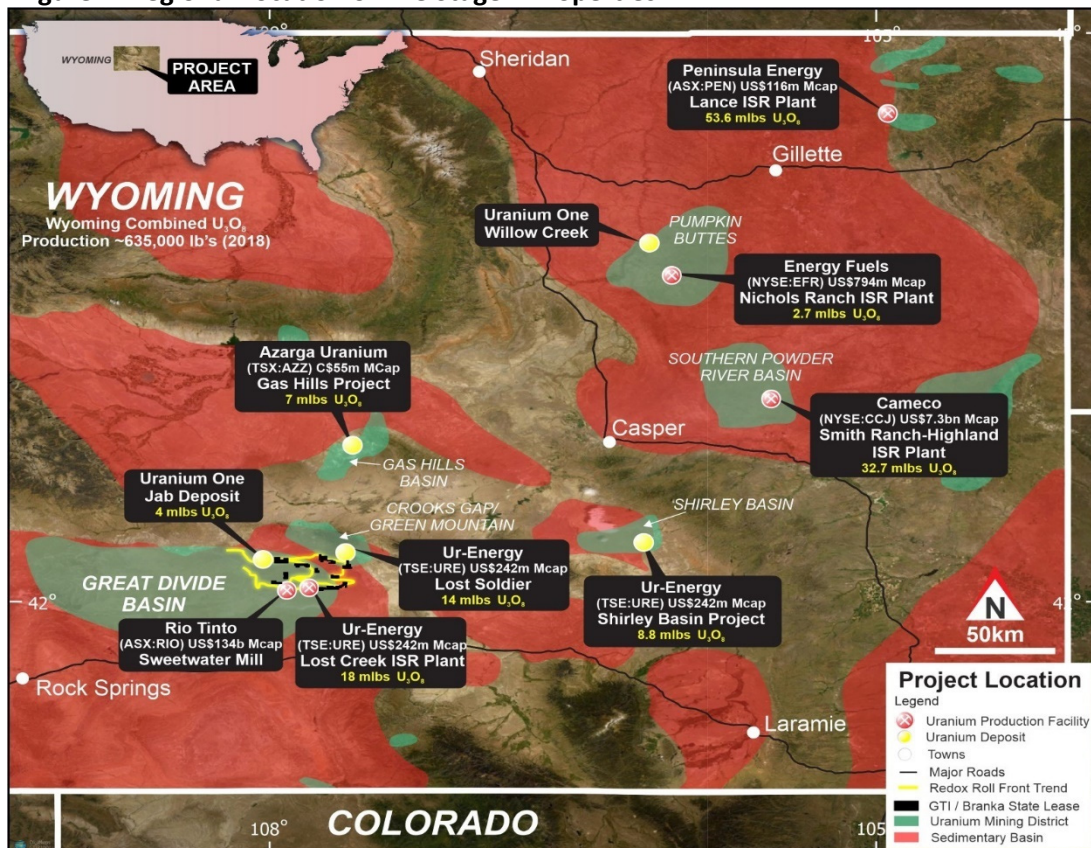 WYOMING
PROJECT
AREA
Sheridan
Peninsula Energy
(ASX:PEN) US$116m Mcap
Lance ISR Plant
53.6 mlbs U₃O₈
Gillette
WYOMING
Wyoming Combined U₃O₈
Production ~635,000 lb's (2018)
Uranium One
Willow Creek
PUMPKIN
BUTTES
Energy Fuels
(NYSE:EFR) US$794m Mcap
Nichols Ranch ISR Plant
2.7 mlbs U₃O₈
Azarga Uranium
(TSX:AZZ) C$55m MCap
Gas Hills Project
7 mlbs U₃O₈
SOUTHERN POWDER
RIVER BASIN
Casper
Cameco
(NYSE:CCJ) US$7.3bn Mcap
Smith Ranch-Highland
ISR Plant
32.7 mlbs U₃O₈
GAS HILLS
BASIN
Uranium One
Jab Deposit
4 mlbs U₃O₈
CROOKS GAP/
GREEN MOUNTAIN
SHIRLEY BASIN
Ur-Energy
(TSE:URE) US$242m Mcap
Lost Soldier
14 mlbs U₃O₈
GREAT DIVIDE
BASIN
Ur-Energy
(TSE:URE) US$242m Mcap
Shirley Basin Project
8.8 mlbs U₃O₈
42°
Rio Tinto
(ASX:RIO) US$134b Mcap
Sweetwater Mill
Ur-Energy
(TSE:URE) US$242m Mcap
Lost Creek ISR Plant
18 mlbs U₃O₈
N
50km
Rock Springs
Laramie
Project Location
Legend
Uranium Production Facility
Uranium Deposit
Towns
Major Roads
Redox Roll Front Trend
GTI / Branka State Lease
Uranium Mining District
Sedimentary Basin
108°
COLORADO
105